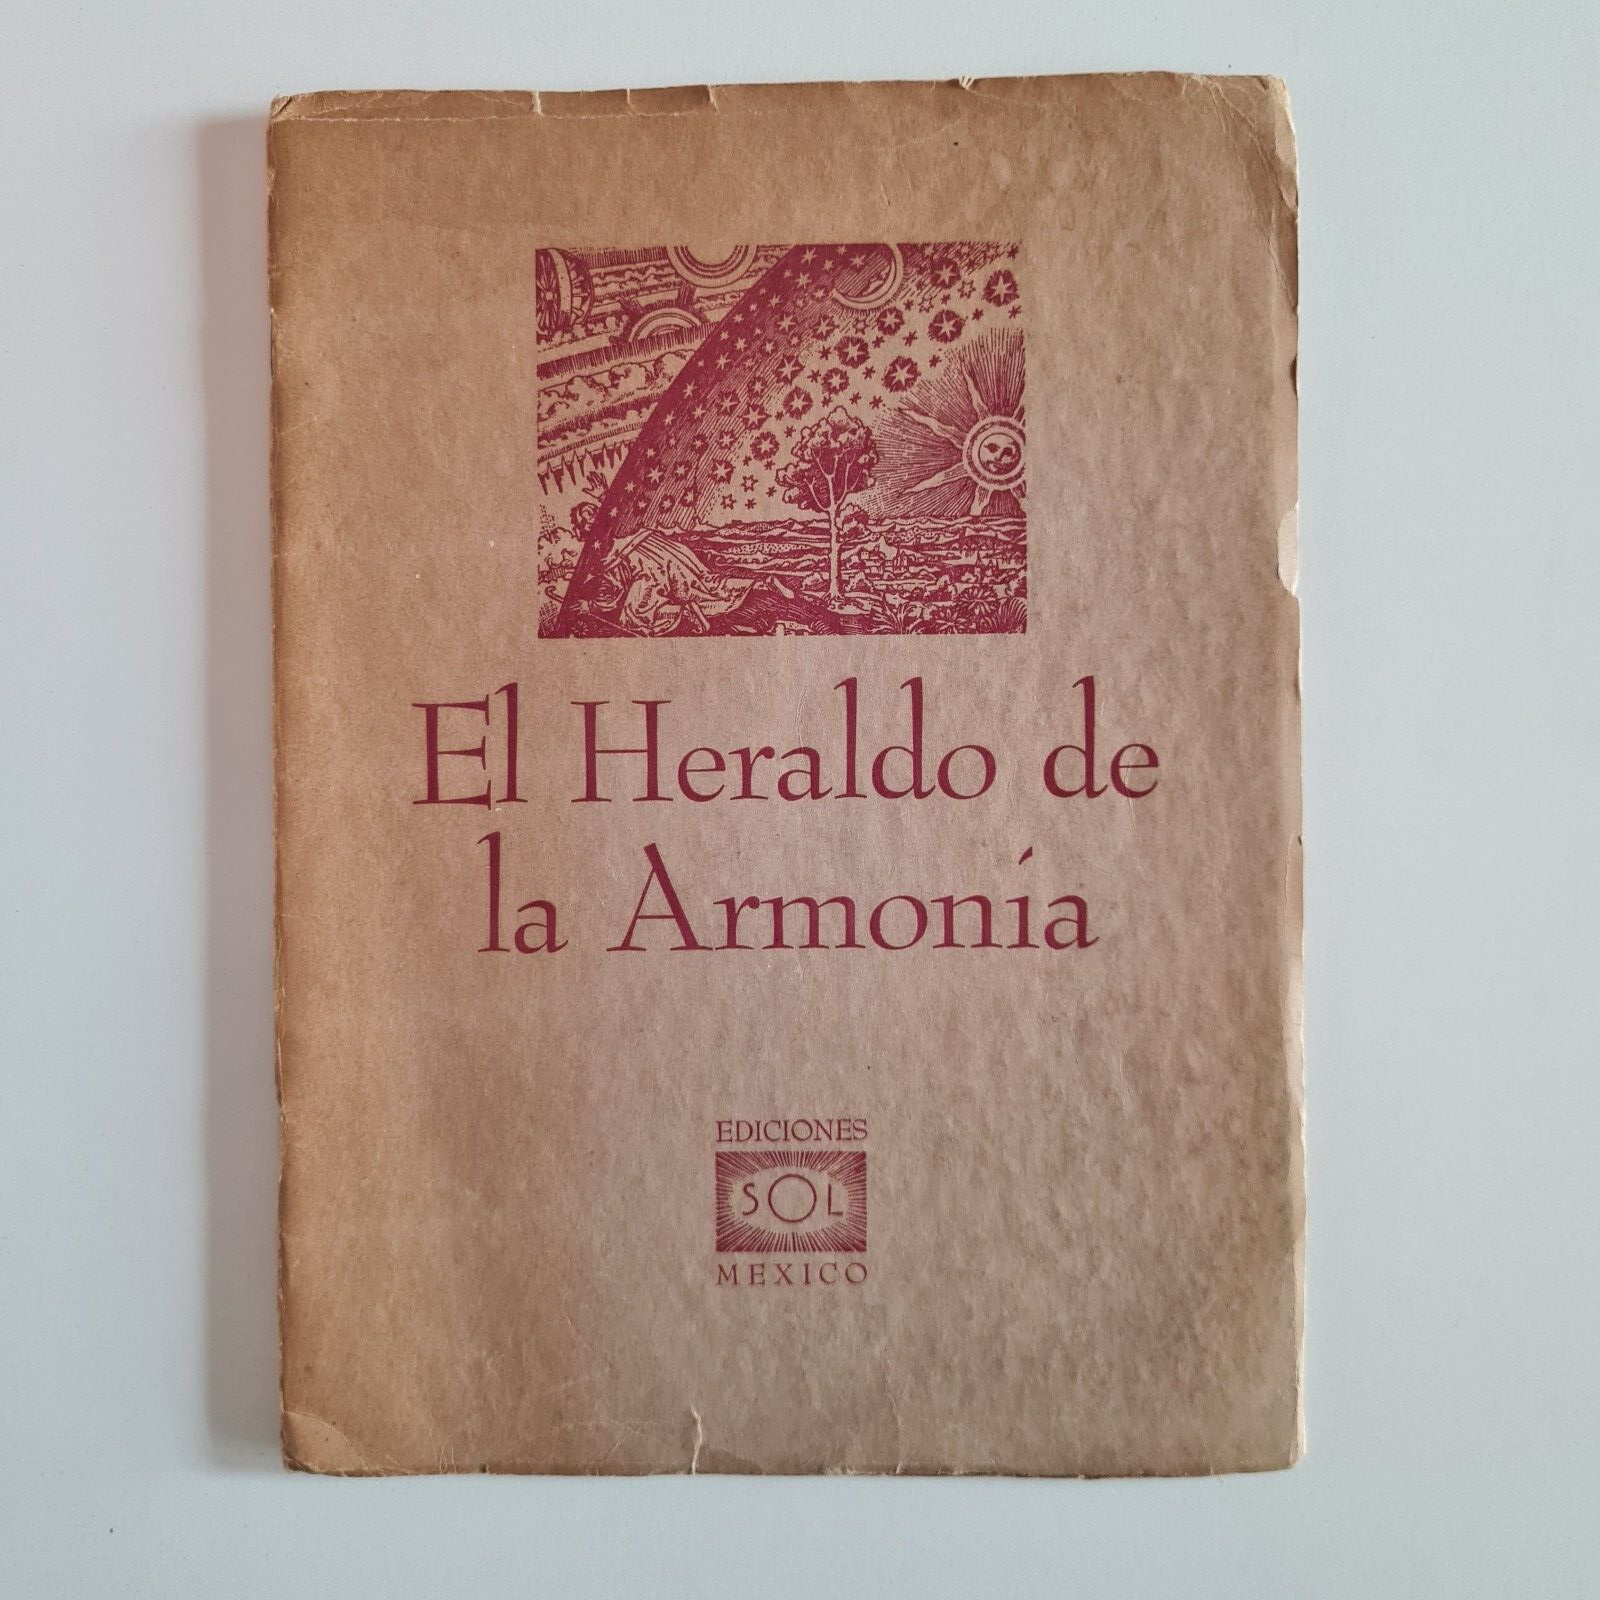 El Heraldo de
la Armonía
EDICIONES
SOL
MEXICO